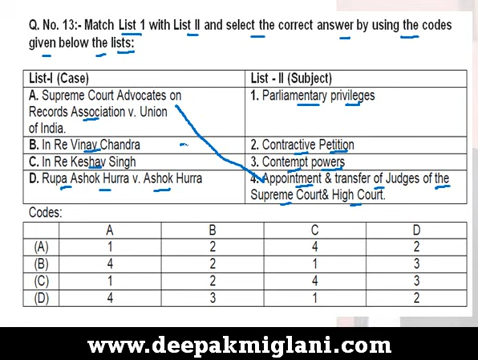 Q. No. 13:- Match List 1 with List II and select the correct answer by using the codes
given below the lists:
List-I (Case) List - II (Subject)
A. Supreme Court Advocates on 1. Parliamentary privileges
Records Association v. Union
of India.
B. In Re Vinay Chandra 2. Contractive Petition
C. In Re Keshav Singh 3. Contempt powers
D. Rupa Ashok Hurra v. Ashok Hurra 4. Appointment & transfer of Judges of the
Supreme Court& High Court.
Codes:
A B C D
(A) 1 2 4 2
(B) 4 2 1 3
(C) 1 2 4 3
(D) 4 3 1 2
www.deepakmiglani.com